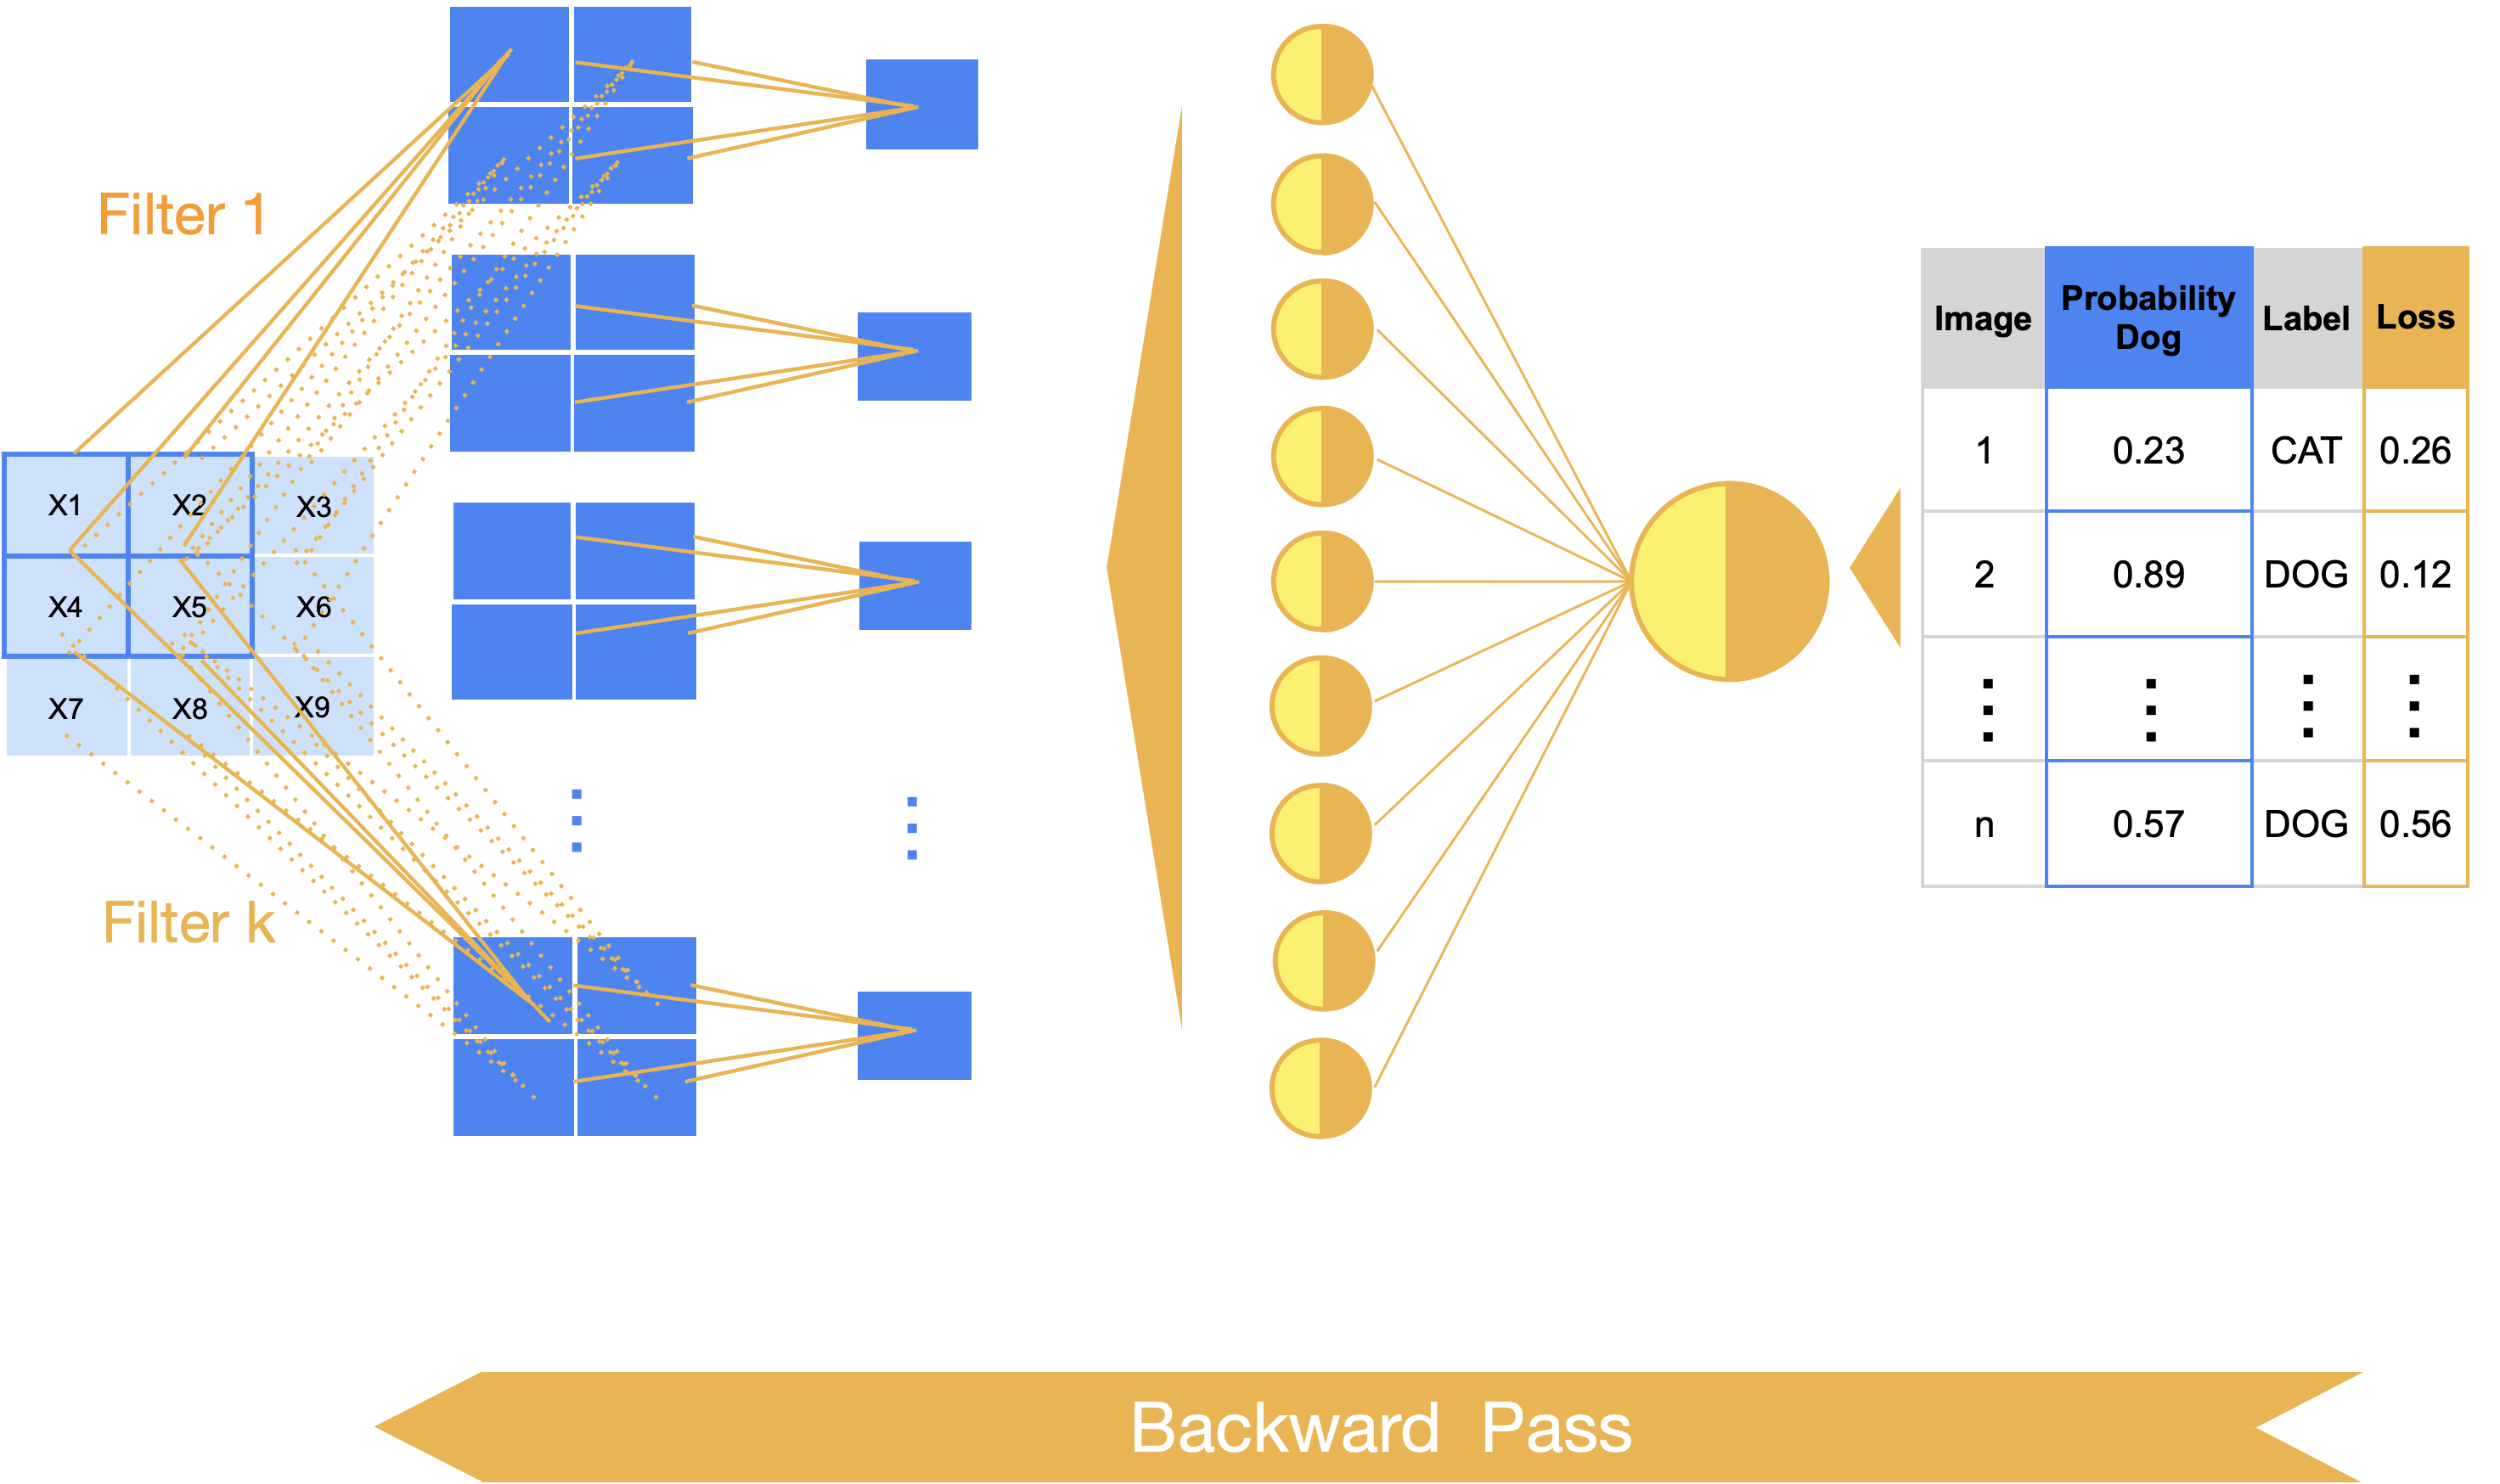 Filter 1
X1 X2 X3
X4 X5 X6
X7 X8 X9
Filter k
Image Probability Dog Label Loss
1 0.23 CAT 0.26
2 0.89 DOG 0.12
n 0.57 DOG 0.56
Backward Pass